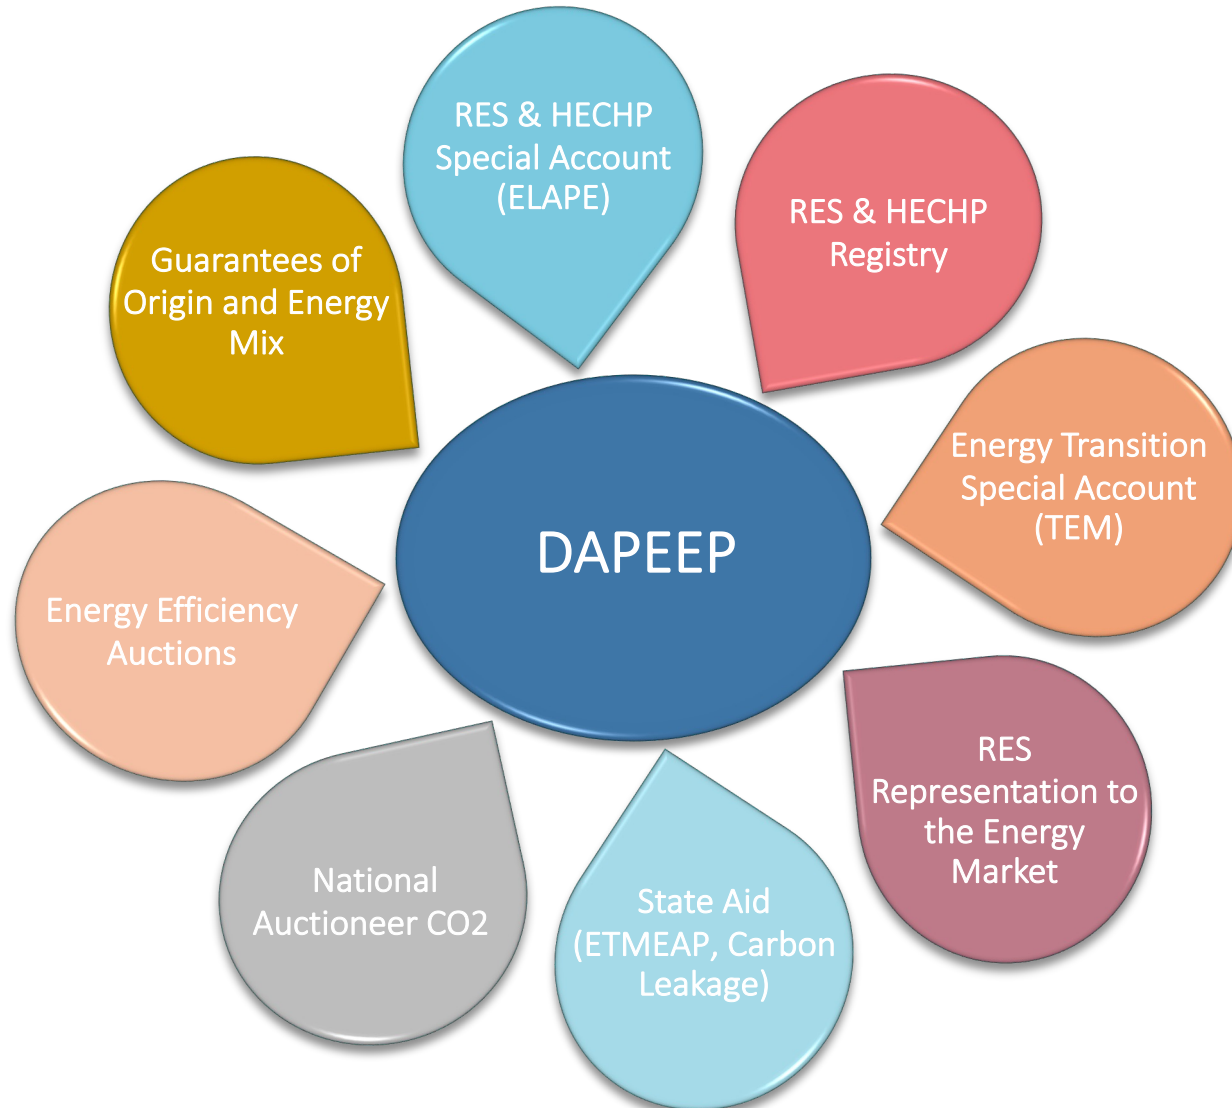 RES & HECHP
Special Account
(ELAPE)
RES & HECHP
Registry
Guarantees of
Origin and Energy
Mix
Energy Transition
Special Account
(TEM)
DAPEEP
Energy Efficiency
Auctions
RES
Representation to
the Energy
Market
National
Auctioneer CO2
State Aid
(ETMEAP, Carbon
Leakage)